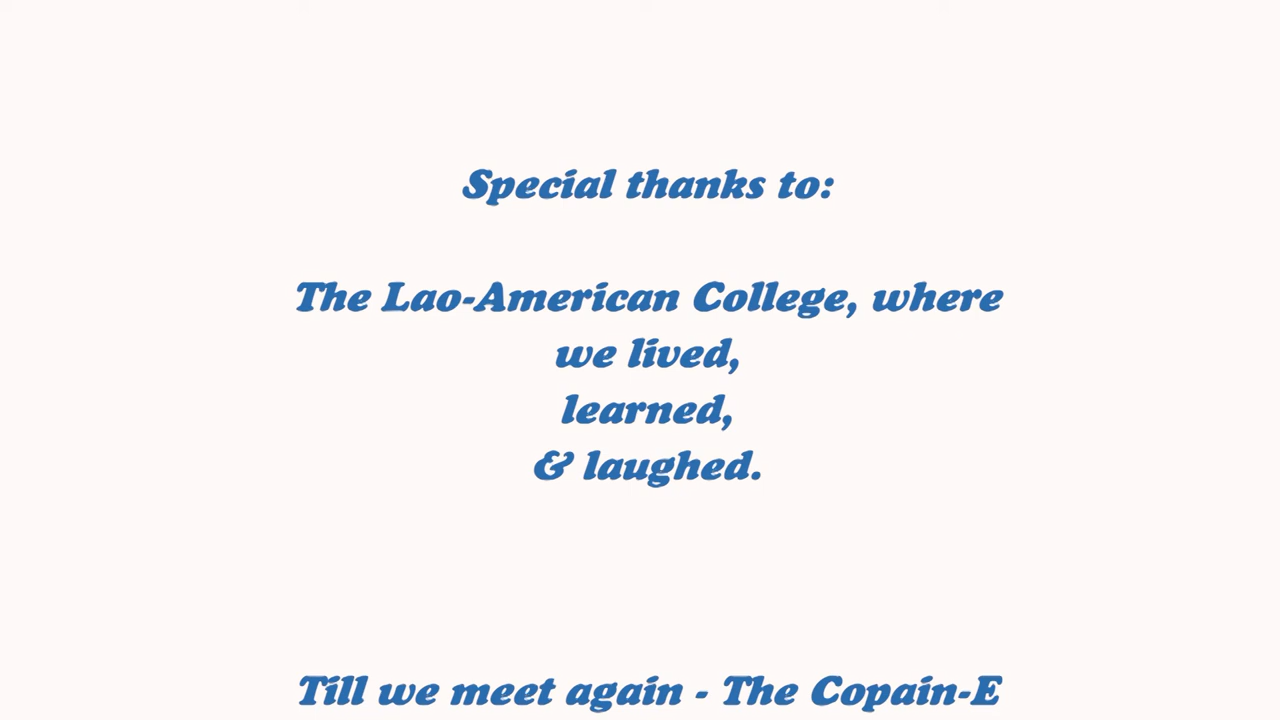 Special thanks to:
The Lao-American College, where
we lived,
learned,
& laughed.
Till we meet again - The Copain-E